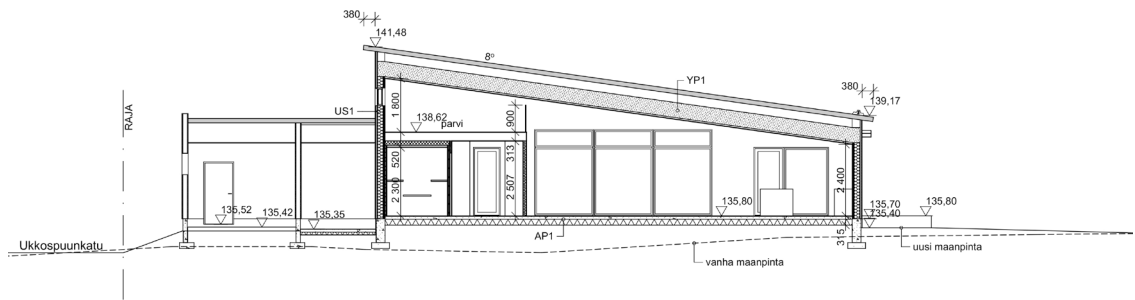 380
141,48
8°
YP1
380
139,17
RAJA
US1
1 800
900
parvi
138,62
520
313
2 300
2 507
2 400
135,52
135,42
135,35
135,80
135,70
135,80
135,40
AP1
315
Ukkospuunkatu
uusi maanpinta
vanha maanpinta